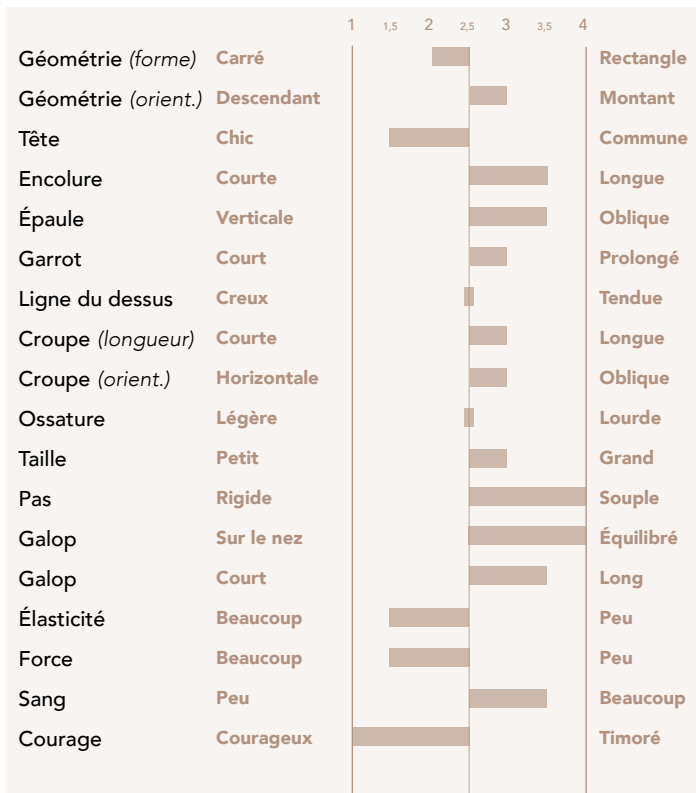 1 1,5 2 2,5 3 3,5 4
Géométrie (forme) Carré Rectangle
Géométrie (orient.) Descendant Montant
Tête Chic Commune
Encolure Courte Longue
Épaule Verticale Oblique
Garrot Court Prolongé
Ligne du dessus Creux Tendue
Croupe (longueur) Courte Longue
Croupe (orient.) Horizontale Oblique
Ossature Légère Lourde
Taille Petit Grand
Pas Rigide Souple
Galop Sur le nez Équilibré
Galop Court Long
Élasticité Beaucoup Peu
Force Beaucoup Peu
Sang Peu Beaucoup
Courage Courageux Timoré